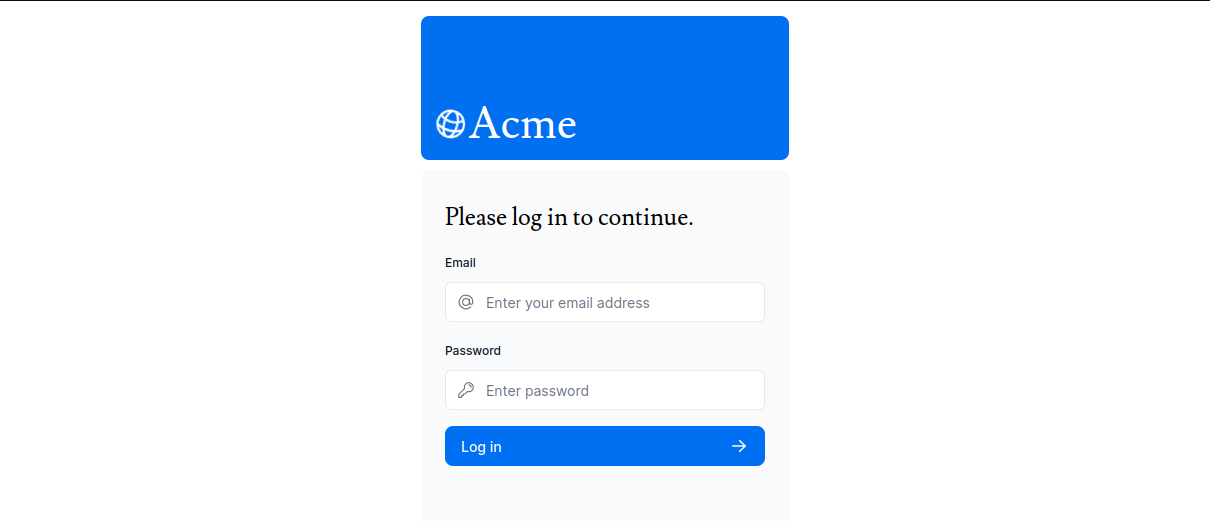 Acme
Please log in to continue.
Email
Enter your email address
Password
Enter password
Log in